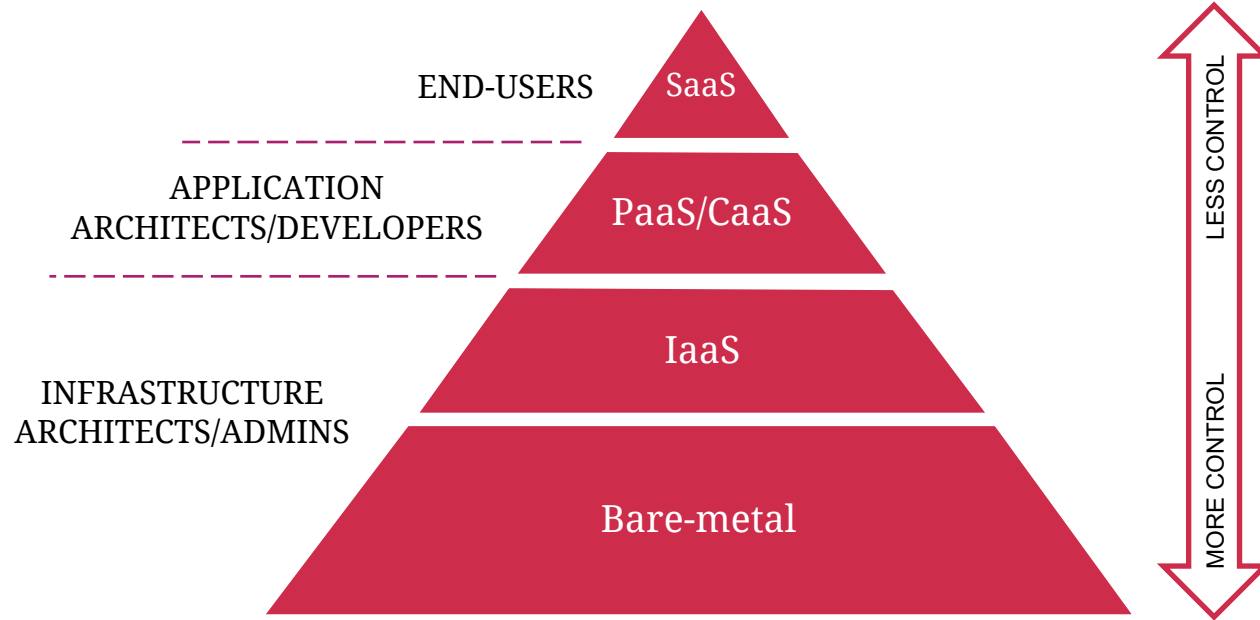 END-USERS
SaaS
APPLICATION
ARCHITECTS/DEVELOPERS
PaaS/CaaS
INFRASTRUCTURE
ARCHITECTS/ADMINS
IaaS
Bare-metal
LESS CONTROL
MORE CONTROL